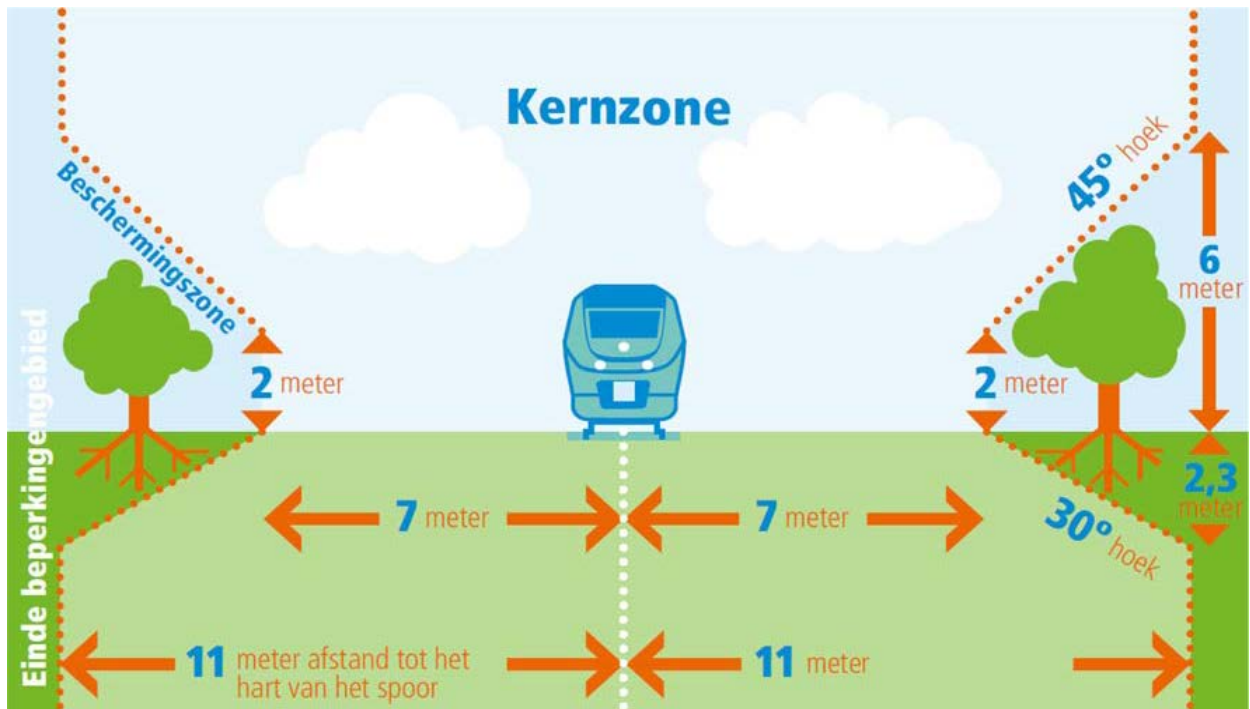 Kernzone
Beschermingszone
45° hoek
6
meter
2 meter
2 meter
Einde beperkingengebied
2,3
meter
7 meter
7 meter
30° hoek
11 meter afstand tot het
hart van het spoor
11 meter